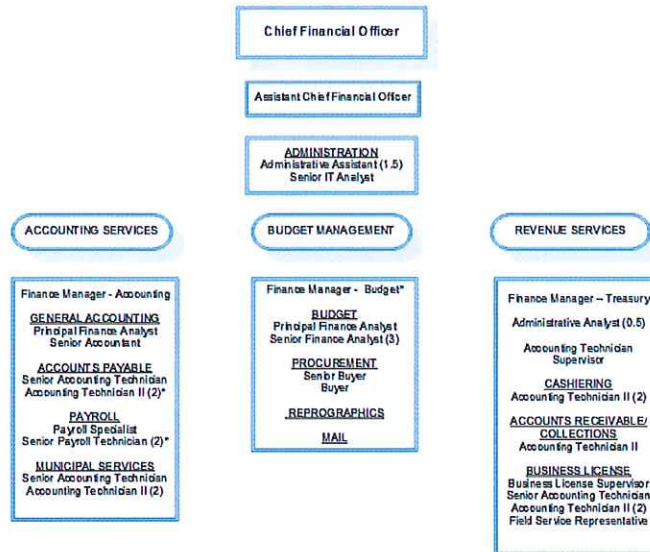 Chief Financial Officer
Assistant Chief Financial Officer
ADMINISTRATION
Administrative Assistant (1.5)
Senior IT Analyst
ACCOUNTING SERVICES
Finance Manager - Accounting
GENERAL ACCOUNTING
Principal Finance Analyst
Senior Accountant
ACCOUNTS PAYABLE
Senior Accounting Technician
Accounting Technician II (2)*
PAYROLL
Payroll Specialist
Senior Payroll Technician (2)*
MUNICIPAL SERVICES
Senior Accounting Technician
Accounting Technician II (2)
BUDGET MANAGEMENT
Finance Manager - Budget*
BUDGET
Principal Finance Analyst
Senior Finance Analyst (3)
PROCUREMENT
Senior Buyer
Buyer
REPROGRAPHICS
MAIL
REVENUE SERVICES
Finance Manager – Treasury
Administrative Analyst (0.5)
Accounting Technician
Supervisor
CASHIERING
Accounting Technician II (2)
ACCOUNTS RECEIVABLE/
COLLECTIONS
Accounting Technician II
BUSINESS LICENSE
Business License Supervisor
Senior Accounting Technician
Accounting Technician II (2)
Field Service Representative